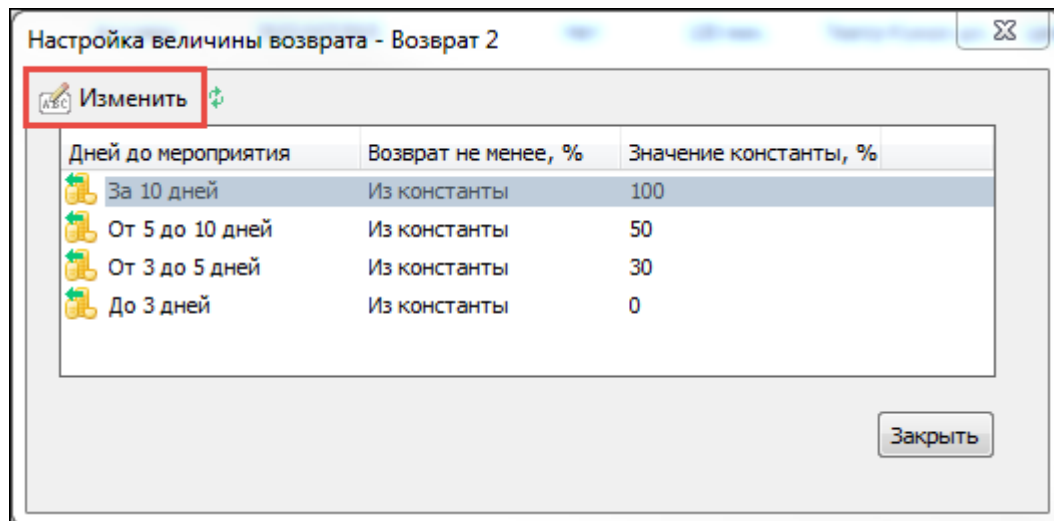 Настройка величины возврата - Возврат 2
ABC Изменить
Дней до мероприятия Возврат не менее, % Значение константы, %
За 10 дней Из константы 100
От 5 до 10 дней Из константы 50
От 3 до 5 дней Из константы 30
До 3 дней Из константы 0
Закрыть